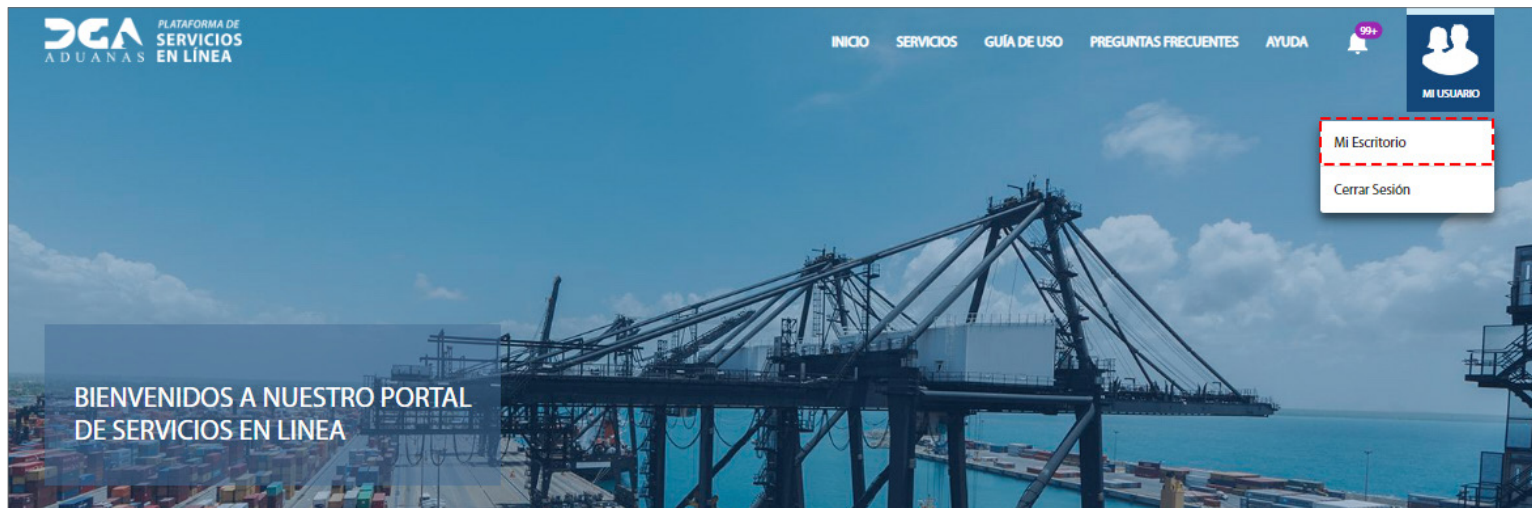 DGA
ADUANAS
PLATAFORMA DE
SERVICIOS
EN LÍNEA
INICIO
SERVICIOS
GUÍA DE USO
PREGUNTAS FRECUENTES
AYUDA
99+
MI USUARIO
Mi Escritorio
Cerrar Sesión
BIENVENIDOS A NUESTRO PORTAL
DE SERVICIOS EN LINEA